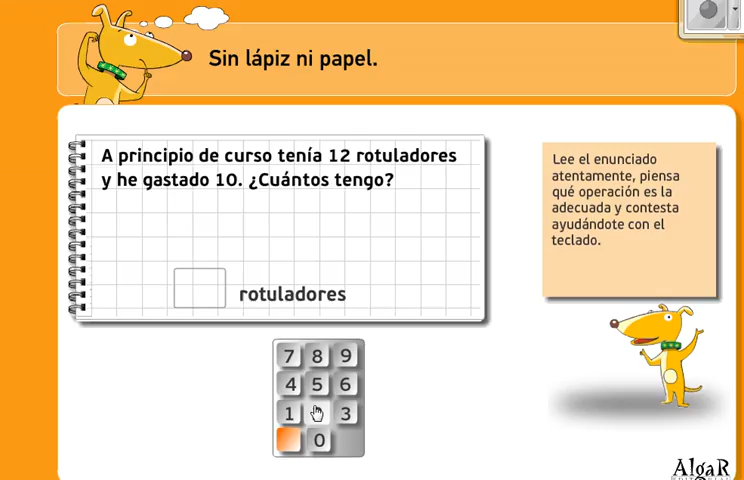 Sin lápiz ni papel.
A principio de curso tenía 12 rotuladores
y he gastado 10. ¿Cuántos tengo?
rotuladores
Lee el enunciado
atentamente, piensa
qué operación es la
adecuada y contesta
ayudándote con el
teclado.
7 8 9
4 5 6
1 3
0
AlgaR
EDITORIAL